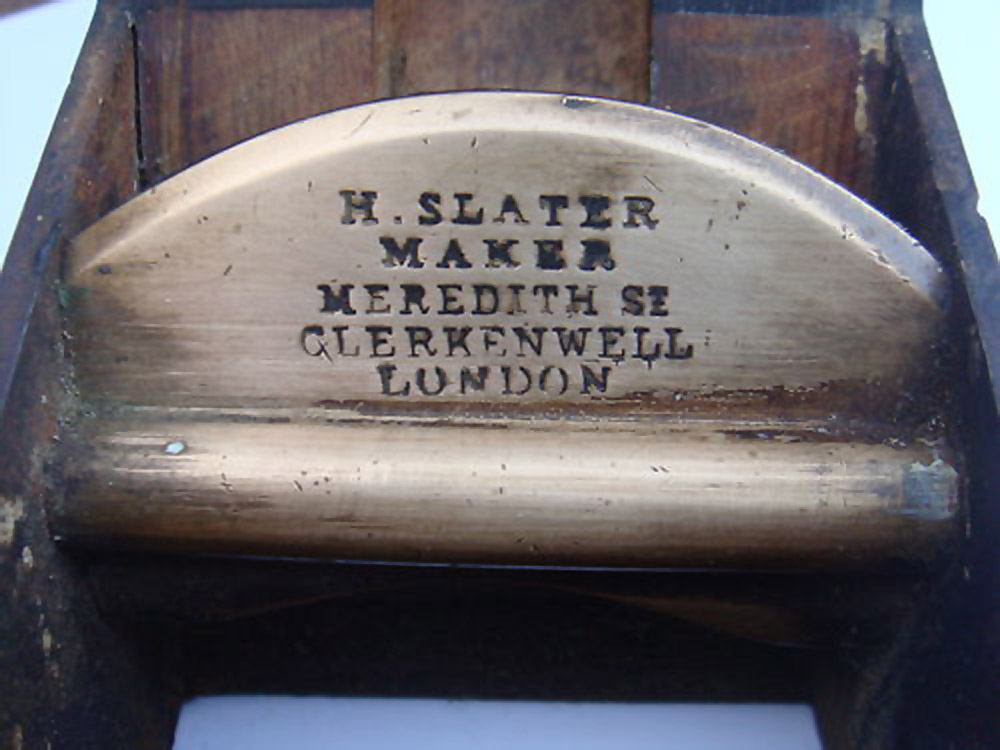 H. SLATER
MAKER
MEREDITH ST
CLERKENWELL
LONDON